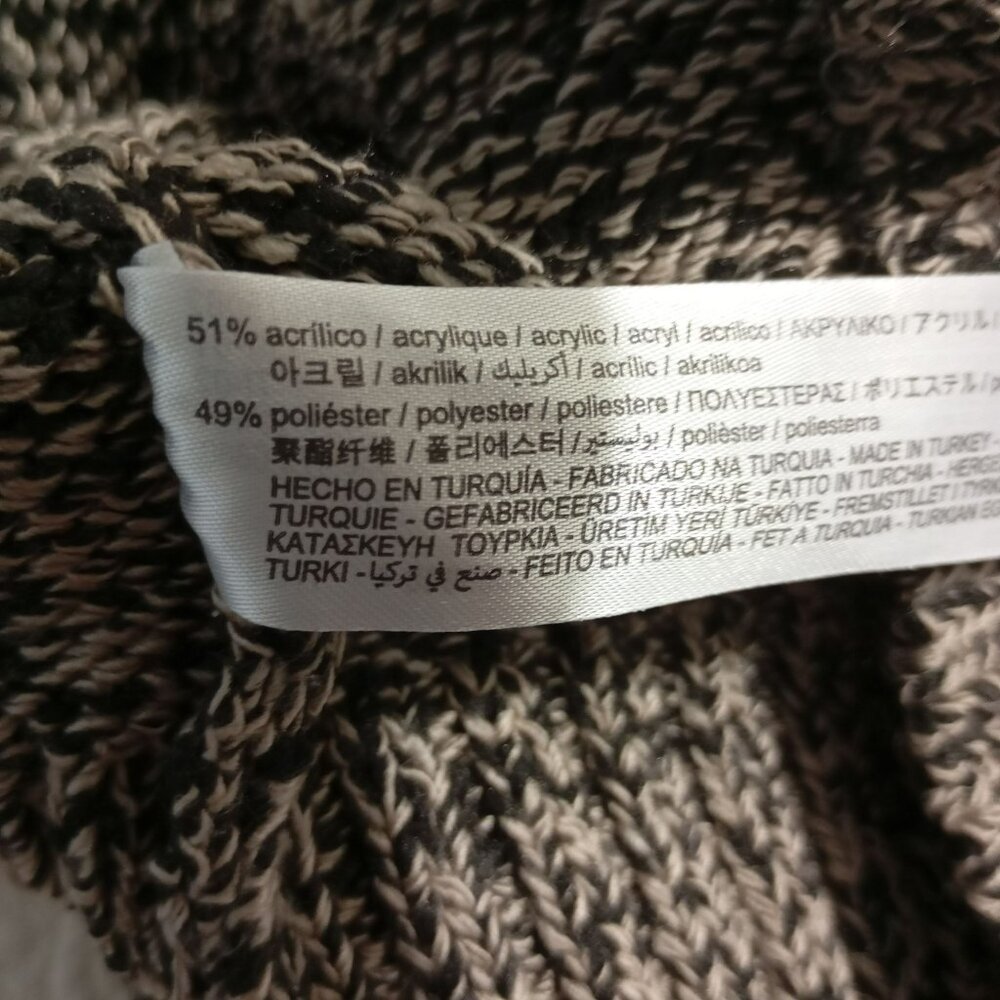 51% acrílico / acrylique / acrylic / acryl / acrilico / ΑΚΡΥΛΙΚΟ / アクリル /
아크릴 / akrilik / أكريليك / acrílic / akrilikoa
49% poliéster / polyester / poliestere / ΠΟΛΥΕΣΤΕΡΑΣ / ポリエステル /
聚酯纤维 / 폴리에스터 / بوليستير / polièster / poliesterra
HECHO EN TURQUÍA - FABRICADO NA TURQUIA - MADE IN TURKEY -
TURQUIE - GEFABRICEERD IN TURKIJE - FATTO IN TURCHIA -
ΚΑΤΑΣΚΕΥΗ ΤΟΥΡΚΙΑ - ÜRETİM YERİ TÜRKİYE - FREMSTILLET I
TURKI - صنع في تركيا - FEITO EN TURQUÍA - FET A TURQUIA - TURKIAN